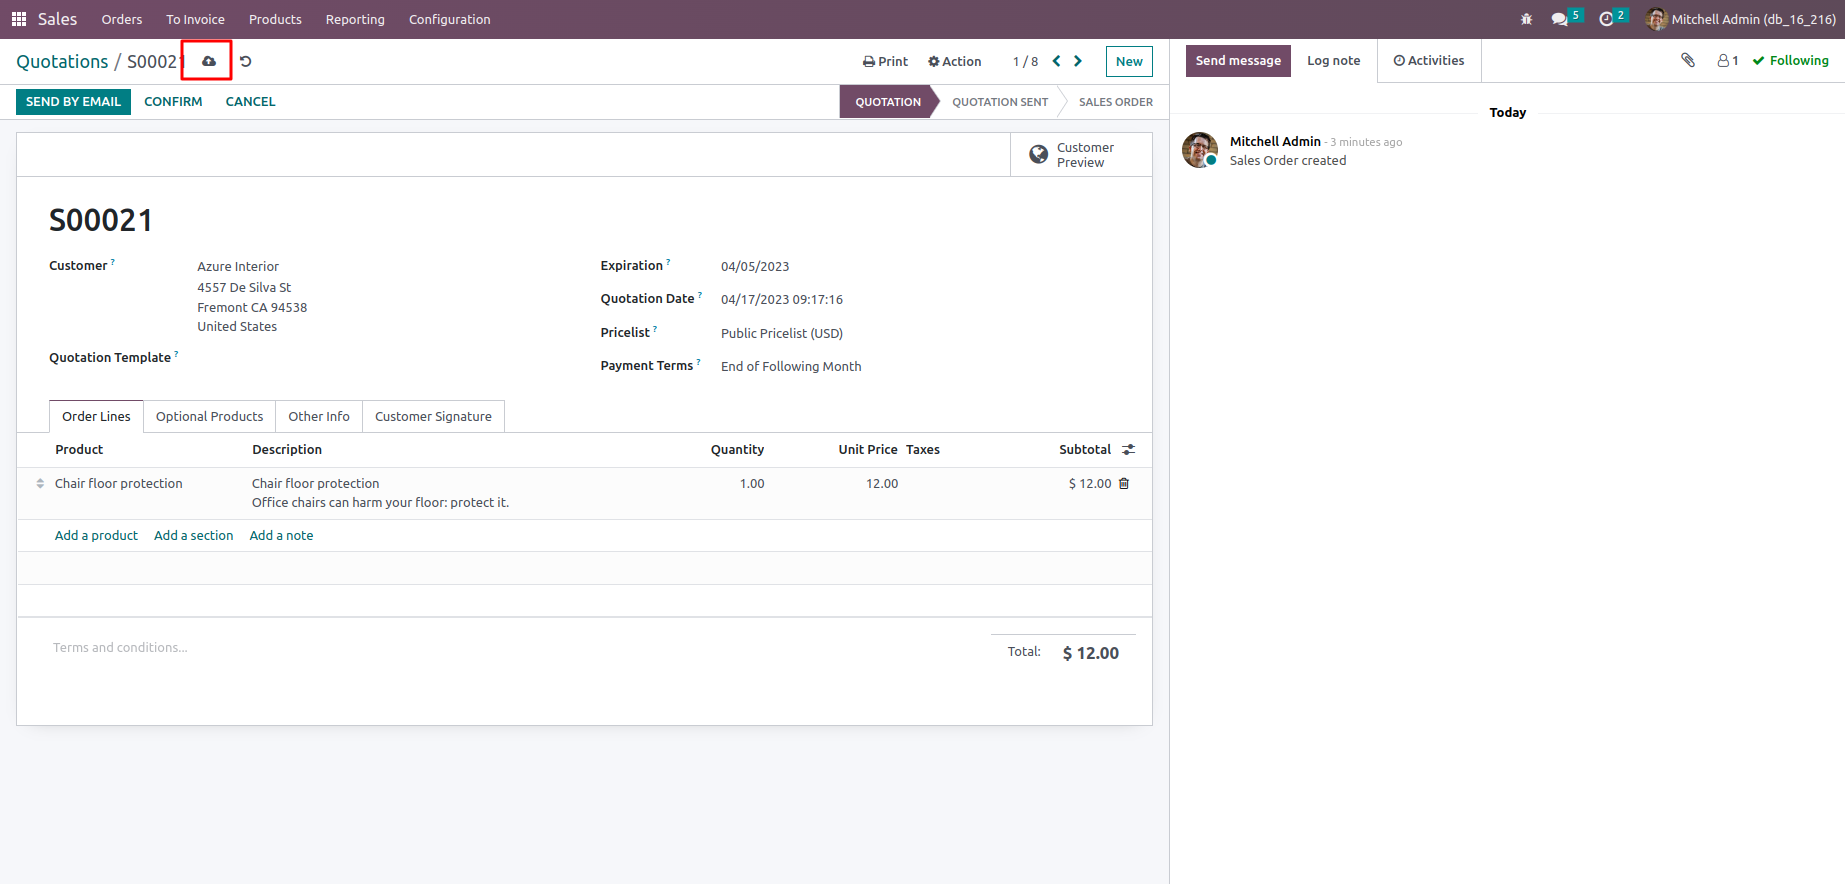 Sales Orders To Invoice Products Reporting Configuration 5 2 Mitchell Admin (db_16_216)
Quotations / S00021 Print Action 1 / 8 New Send message Log note Activities 1 Following
SEND BY EMAIL CONFIRM CANCEL QUOTATION QUOTATION SENT SALES ORDER
Today
Customer
Preview
Mitchell Admin - 3 minutes ago
Sales Order created
S00021
Customer ? Azure Interior
4557 De Silva St
Fremont CA 94538
United States
Quotation Template ?
Expiration ? 04/05/2023
Quotation Date ? 04/17/2023 09:17:16
Pricelist ? Public Pricelist (USD)
Payment Terms ? End of Following Month
Order Lines Optional Products Other Info Customer Signature
Product Description Quantity Unit Price Taxes Subtotal
Chair floor protection Chair floor protection 1.00 12.00 $ 12.00
Office chairs can harm your floor: protect it.
Add a product Add a section Add a note
Terms and conditions...
Total: $ 12.00